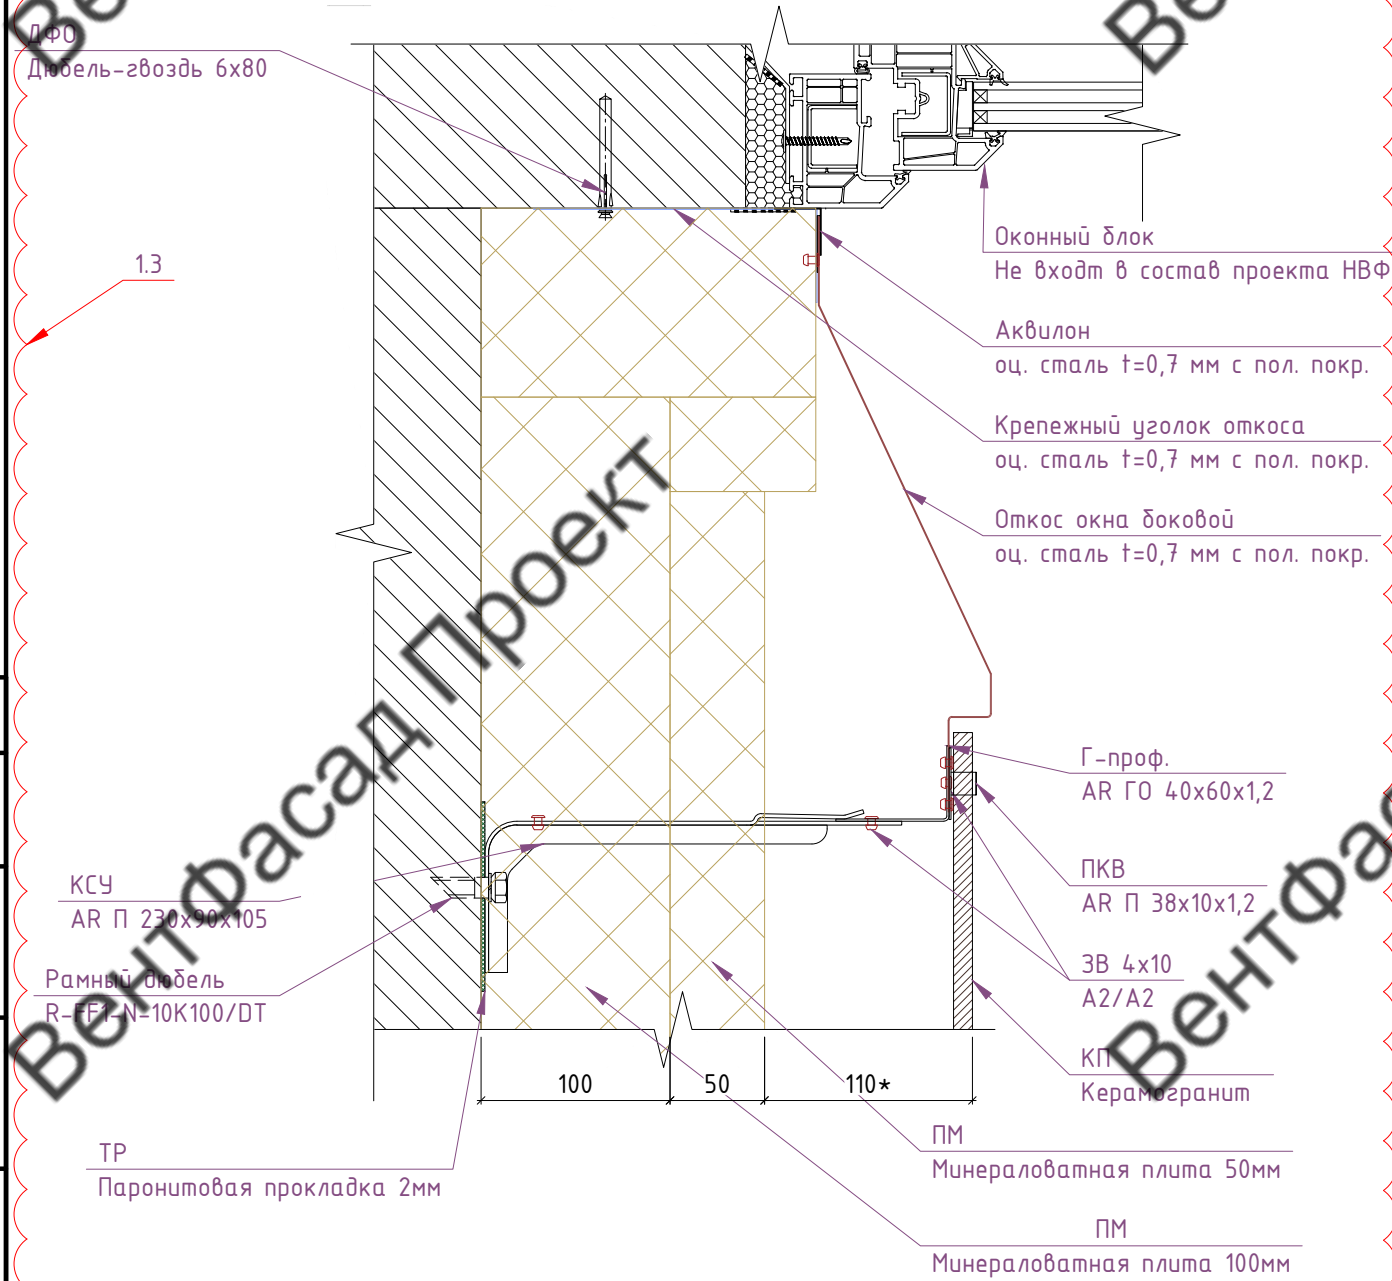 ДФО
Дюбель-гвоздь 6х80
1.3
Оконный блок
Не входт в состав проекта НВФ
Аквилон
оц. сталь t=0,7 мм с пол. покр.
Крепежный уголок откоса
оц. сталь t=0,7 мм с пол. покр.
Откос окна боковой
оц. сталь t=0,7 мм с пол. покр.
Г-проф.
AR ГО 40х60х1,2
ПКВ
AR П 38х10х1,2
ЗВ 4х10
А2/А2
КП
Керамогранит
КСУ
AR П 230х90х105
Рамный дюбель
R-FF1-N-10K100/DT
100
50
110*
ТР
Паронитовая прокладка 2мм
ПМ
Минераловатная плита 50мм
ПМ
Минераловатная плита 100мм
ВентФасад Проект
Ве
Ве
ВентФас